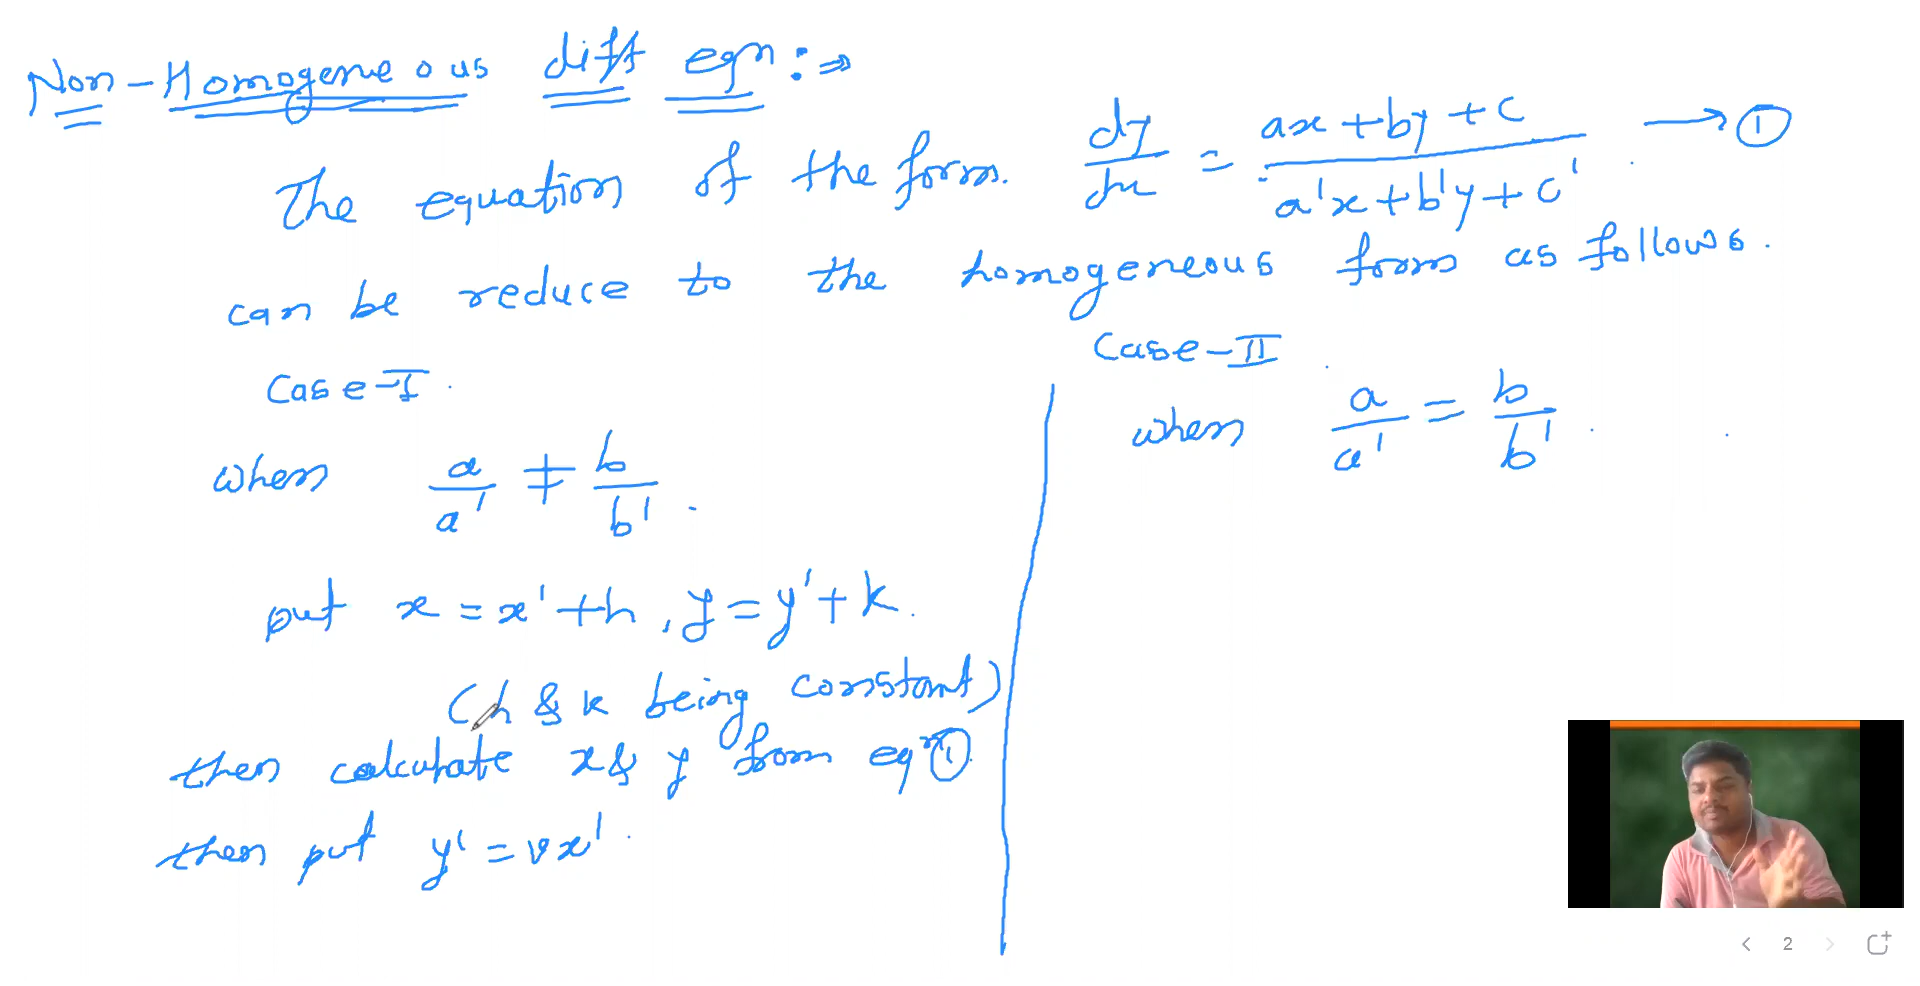 Non-Homogeneous diff eqn:⇒
The equation of the form. dy/dx = (ax+by+c)/(a'x+b'y+c') → ①
can be reduce to the homogeneous form as follows.
Case-I.
when a/a' ≠ b/b'.
put x = x'+h, y = y'+k.
(h & k being constant)
then calculate x & y from eqn ①.
then put y' = vx'.
Case-II.
when a/a' = b/b'.
2